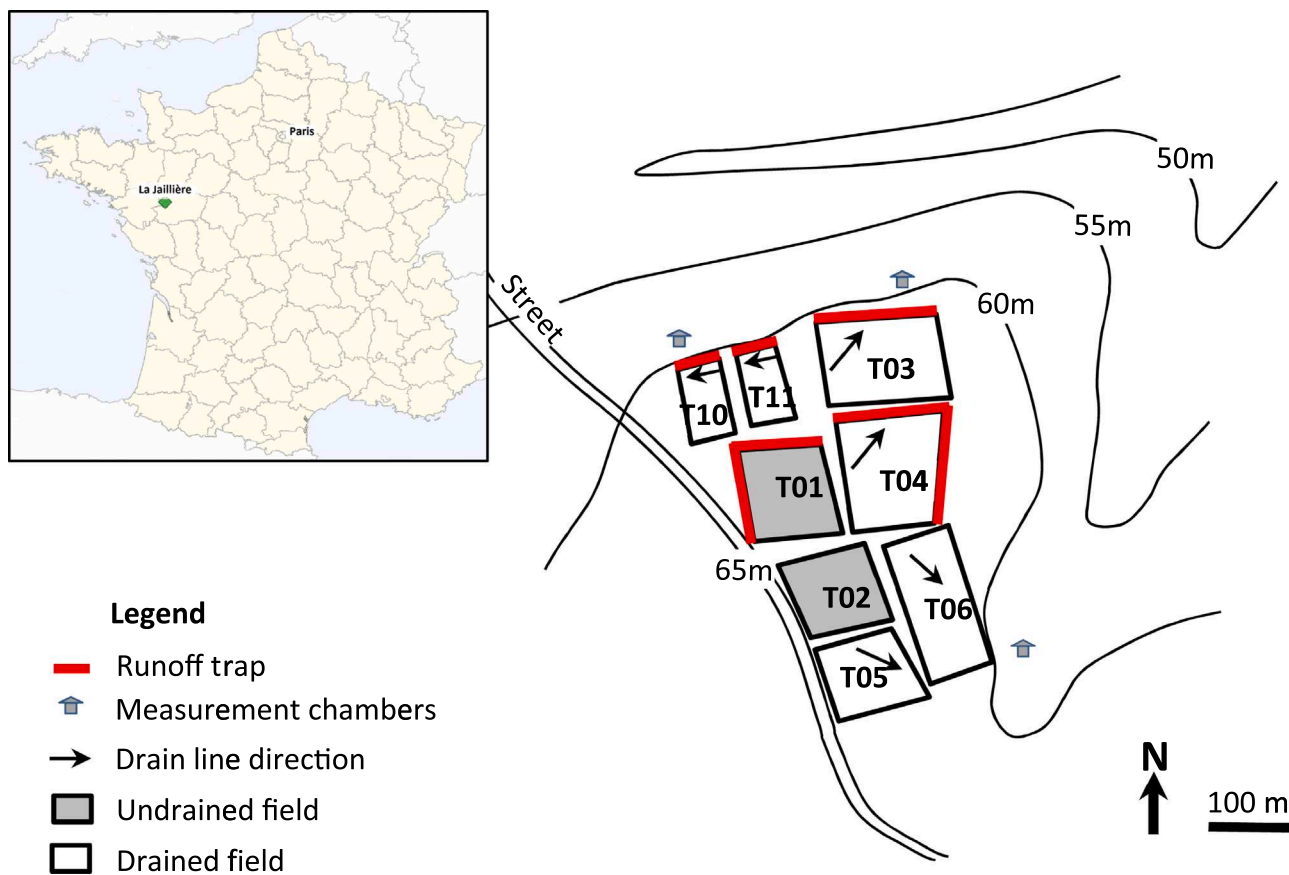 Paris
La Jaillière
50m
55m
Street
60m
T03
T10
T11
T01
T04
65m
T02
T06
T05
Legend
Runoff trap
Measurement chambers
Drain line direction
Undrained field
Drained field
N
100 m